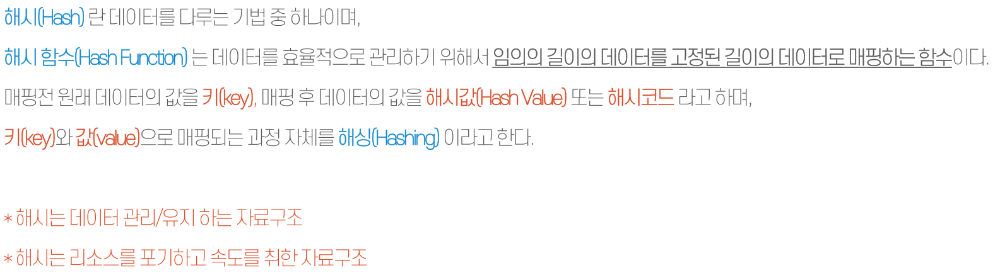 해시(Hash) 란 데이터를 다루는 기법 중 하나이며,
해시 함수(Hash Function) 는 데이터를 효율적으로 관리하기 위해서 임의의 길이의 데이터를 고정된 길이의 데이터로 매핑하는 함수이다.
매핑전 원래 데이터의 값을 키(key), 매핑 후 데이터의 값을 해시값(Hash Value) 또는 해시코드 라고 하며,
키(key)와 값(value)으로 매핑되는 과정 자체를 해싱(Hashing) 이라고 한다.
* 해시는 데이터 관리/유지 하는 자료구조
* 해시는 리소스를 포기하고 속도를 취한 자료구조